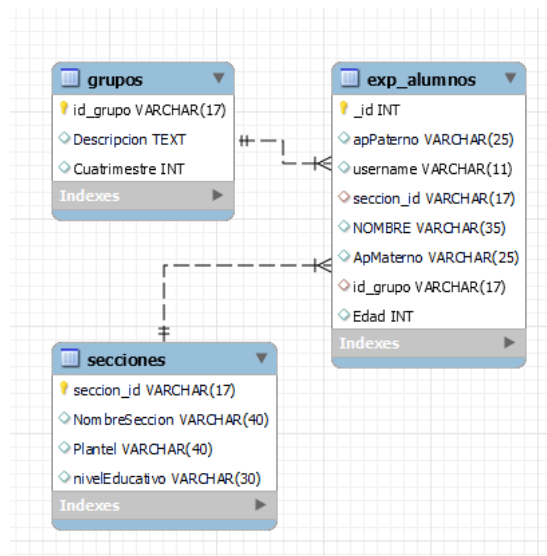 grupos
id_grupo VARCHAR(17)
Descripcion TEXT
Cuatrimestre INT
Indexes
exp_alumnos
_id INT
apPaterno VARCHAR(25)
username VARCHAR(11)
seccion_id VARCHAR(17)
NOMBRE VARCHAR(35)
ApMaterno VARCHAR(25)
id_grupo VARCHAR(17)
Edad INT
Indexes
secciones
seccion_id VARCHAR(17)
NombreSeccion VARCHAR(40)
Plantel VARCHAR(40)
nivelEducativo VARCHAR(30)
Indexes